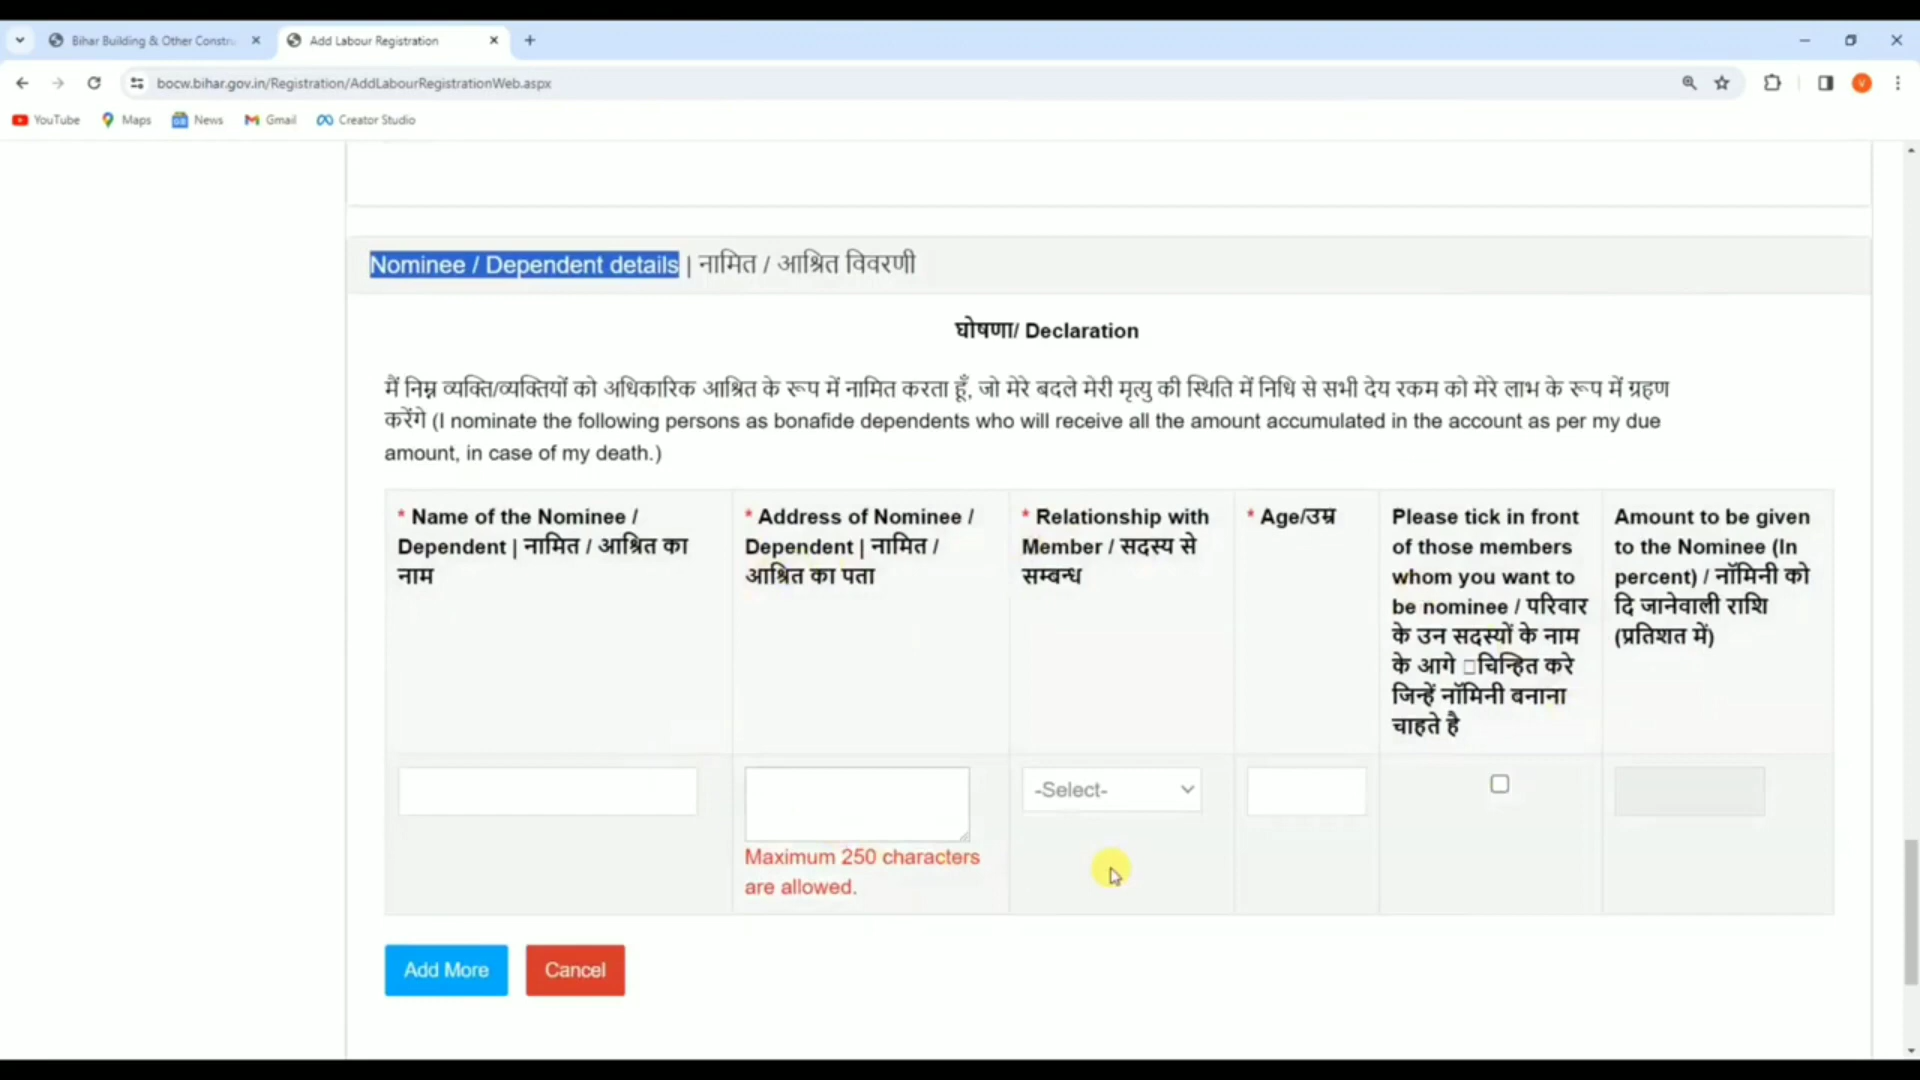 Bihar Building & Other Constru
Add Labour Registration
bocw.bihar.gov.in/Registration/AddLabourRegistrationWeb.aspx
V
YouTube
Maps
News
Gmail
Creator Studio
Nominee / Dependent details | नामित / आश्रित विवरणी
घोषणा/ Declaration
मैं निम्न व्यक्ति/व्यक्तियों को अधिकारिक आश्रित के रूप में नामित करता हूँ, जो मेरे बदले मेरी मृत्यु की स्थिति में निधि से सभी देय रकम को मेरे लाभ के रूप में ग्रहण
करेंगे (I nominate the following persons as bonafide dependents who will receive all the amount accumulated in the account as per my due
amount, in case of my death.)
* Name of the Nominee /
Dependent | नामित / आश्रित का
नाम
* Address of Nominee /
Dependent | नामित /
आश्रित का पता
* Relationship with
Member / सदस्य से
सम्बन्ध
* Age/उम्र
Please tick in front
of those members
whom you want to
be nominee / परिवार
के उन सदस्यों के नाम
के आगे चिन्हित करे
जिन्हें नॉमिनी बनाना
चाहते है
Amount to be given
to the Nominee (In
percent) / नॉमिनी को
दि जानेवाली राशि
(प्रतिशत में)
-Select-
Maximum 250 characters
are allowed.
Add More
Cancel